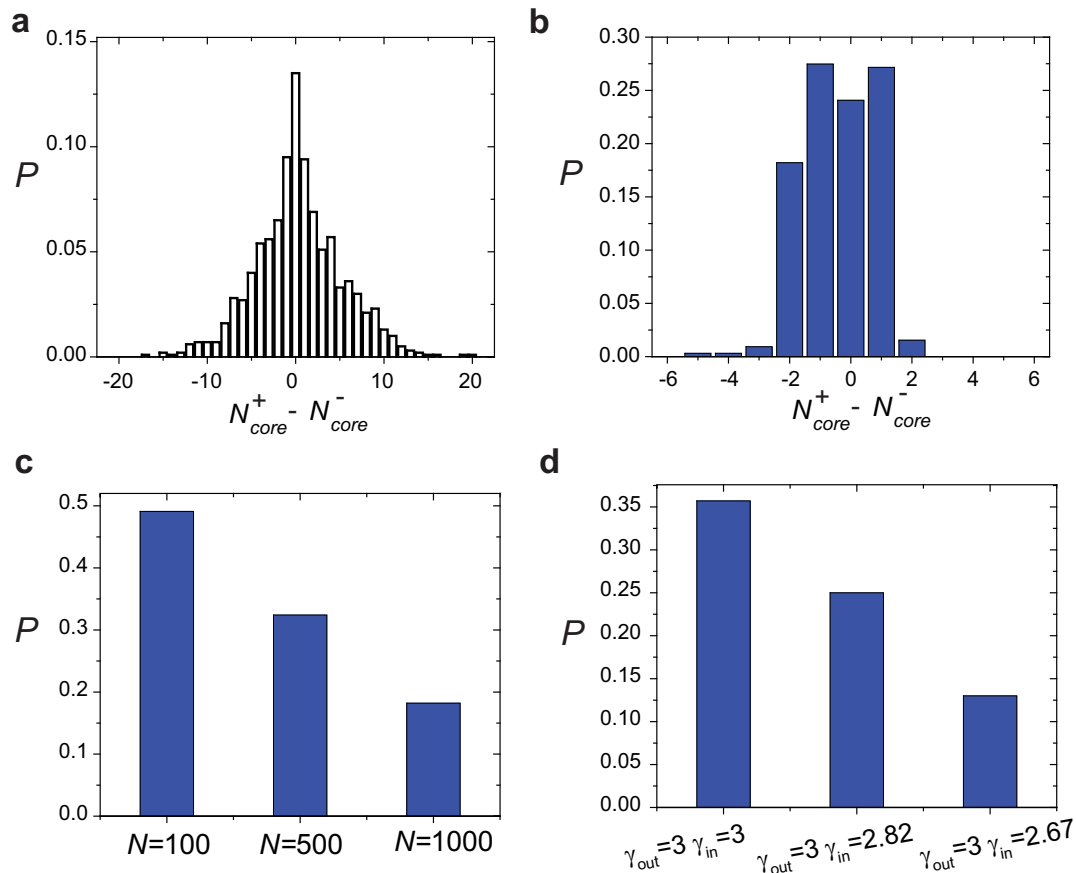 a
0.15
0.10
0.05
0.00
P
-20 -10 0 10 20
N⁺core - N⁻core
b
0.30
0.25
0.20
0.15
0.10
0.05
0.00
P
-6 -4 -2 0 2 4 6
N⁺core - N⁻core
c
0.5
0.4
0.3
0.2
0.1
0.0
P
N=100 N=500 N=1000
d
0.35
0.30
0.25
0.20
0.15
0.10
0.05
0.00
P
γout=3 γin=3
γout=3 γin=2.82
γout=3 γin=2.67